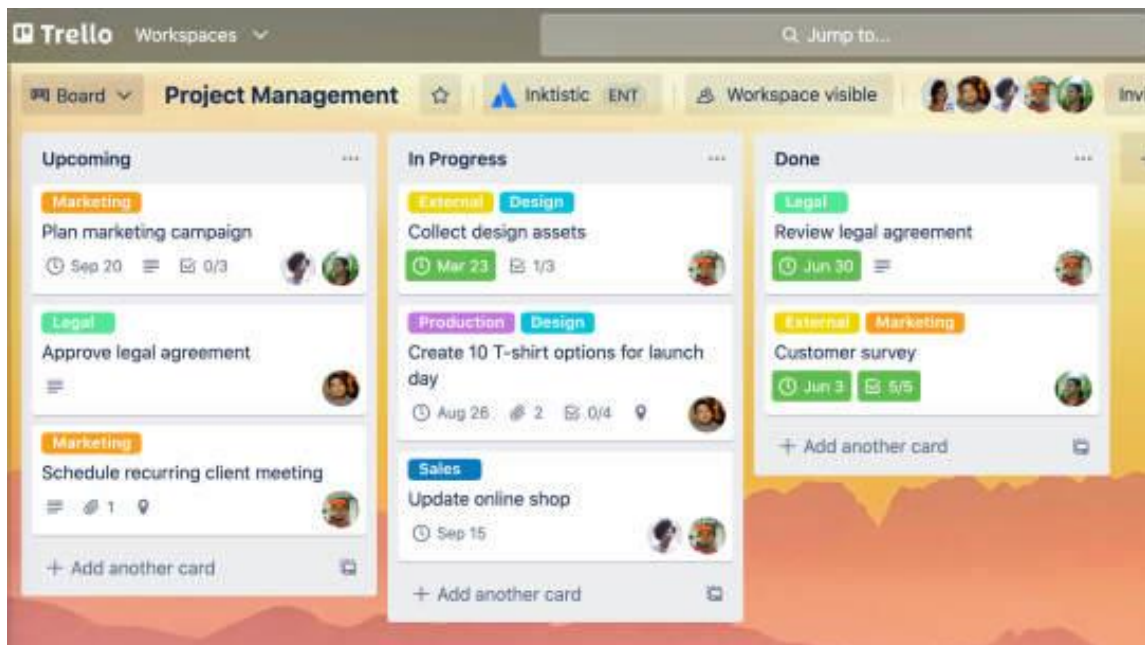 Trello Workspaces Jump to...
Board Project Management Inktistic ENT Workspace visible Invi
Upcoming
Marketing
Plan marketing campaign
Sep 20 0/3
Legal
Approve legal agreement
Marketing
Schedule recurring client meeting
1
+ Add another card
In Progress
External Design
Collect design assets
Mar 23 1/3
Production Design
Create 10 T-shirt options for launch
day
Aug 26 2 0/4
Sales
Update online shop
Sep 15
+ Add another card
Done
Legal
Review legal agreement
Jun 30
External Marketing
Customer survey
Jun 3 5/5
+ Add another card